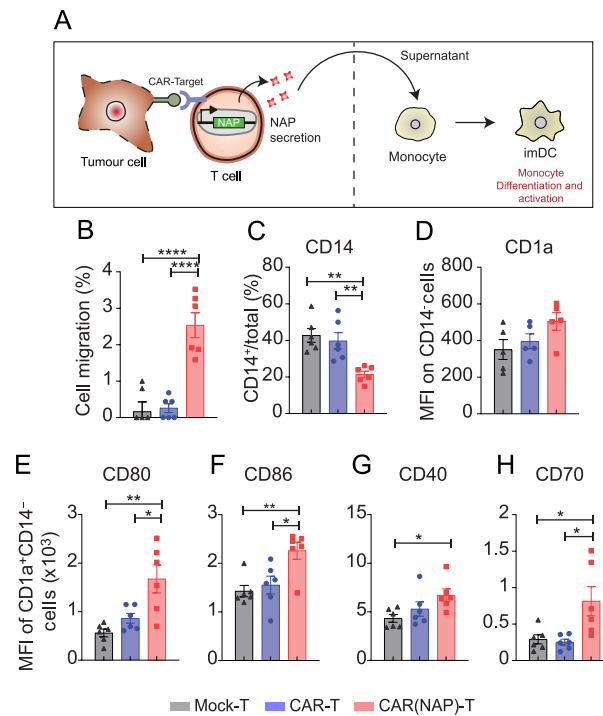 A
CAR-Target
Tumour cell
NAP
T cell
NAP
secretion
Supernatant
Monocyte
imDC
Monocyte
Differentiation and
activation
B
Cell migration (%)
0
1
2
3
4
****
****
C
CD14
CD14⁺/total (%)
0
20
40
60
80
**
**
D
CD1a
MFI on CD14⁻cells
0
200
400
600
800
E
CD80
MFI of CD1a⁺CD14⁻
cells (x10³)
0
1
2
3
**
*
F
CD86
0
1
2
3
**
*
G
CD40
0
5
10
15
*
H
CD70
0
0.5
1
1.5
2
*
*
Mock-T
CAR-T
CAR(NAP)-T